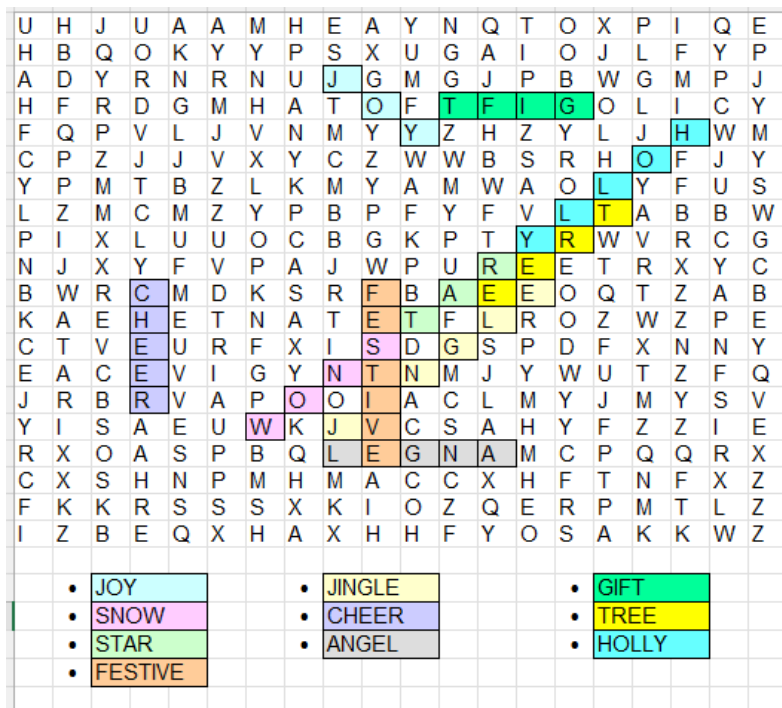 U H J U A A M H E A Y N Q T O X P I Q E
H B Q O K Y Y P S X U G A I O J L F Y P
A D Y R N R N U J G M G J P B W G M P J
H F R D G M H A T O F T F I G O L I C Y
F Q P V L J V N M Y Y Z H Z Y L J H W M
C P Z J J V X Y C Z W W B S R H O F J Y
Y P M T B Z L K M Y A M W A O L Y F U S
L Z M C M Z Y P B P F Y F V L T A B B W
P I X L U U O C B G K P T Y R W V R C G
N J X Y F V P A J W P U R E E T R X Y C
B W R C M D K S R F B A E E O Q T Z A B
K A E H E T N A T E T F L R O Z W Z P E
C T V E U R F X I S D G S P D F X N N Y
E A C E V I G Y N T N M J Y W U T Z F Q
J R B R V A P O O I A C L M Y J M Y S V
Y I S A E U W K J V C S A H Y F Z Z I E
R X O A S P B Q L E G N A M C P Q Q R X
C X S H N P M H M A C C X H F T N F X Z
F K K R S S S X K I O Z Q E R P M T L Z
I Z B E Q X H A X H H F Y O S A K K W Z
• JOY • JINGLE • GIFT
• SNOW • CHEER • TREE
• STAR • ANGEL • HOLLY
• FESTIVE